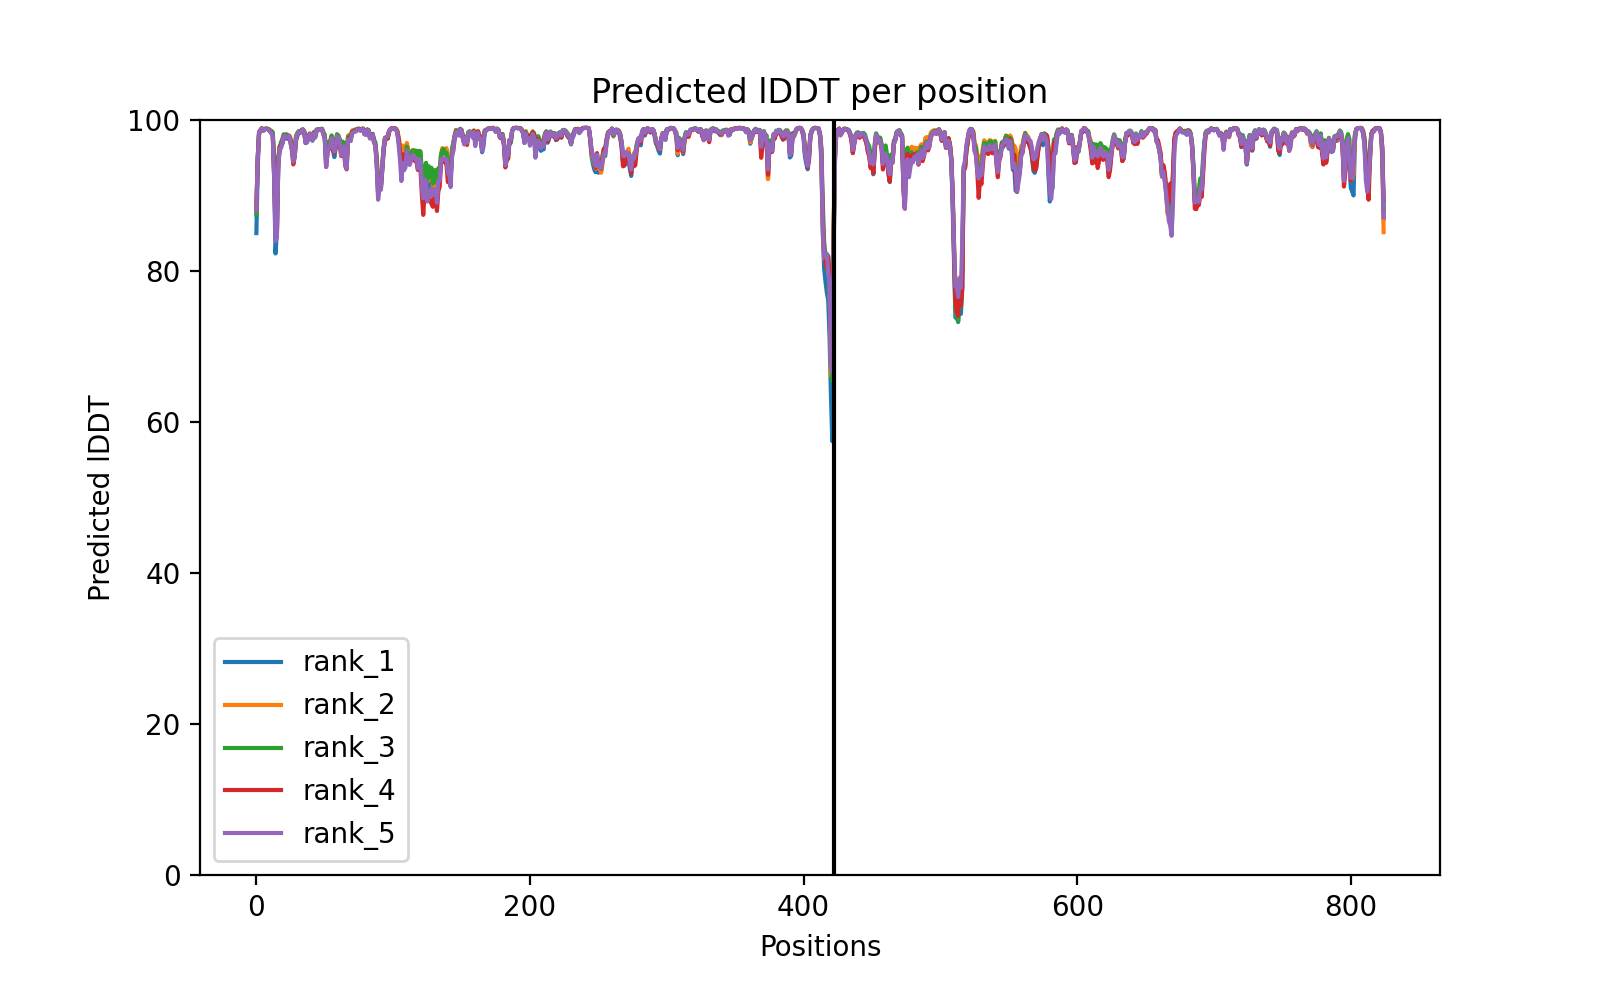 Predicted lDDT per position
Predicted lDDT
100
80
60
40
20
0
rank_1
rank_2
rank_3
rank_4
rank_5
0 200 400 600 800
Positions